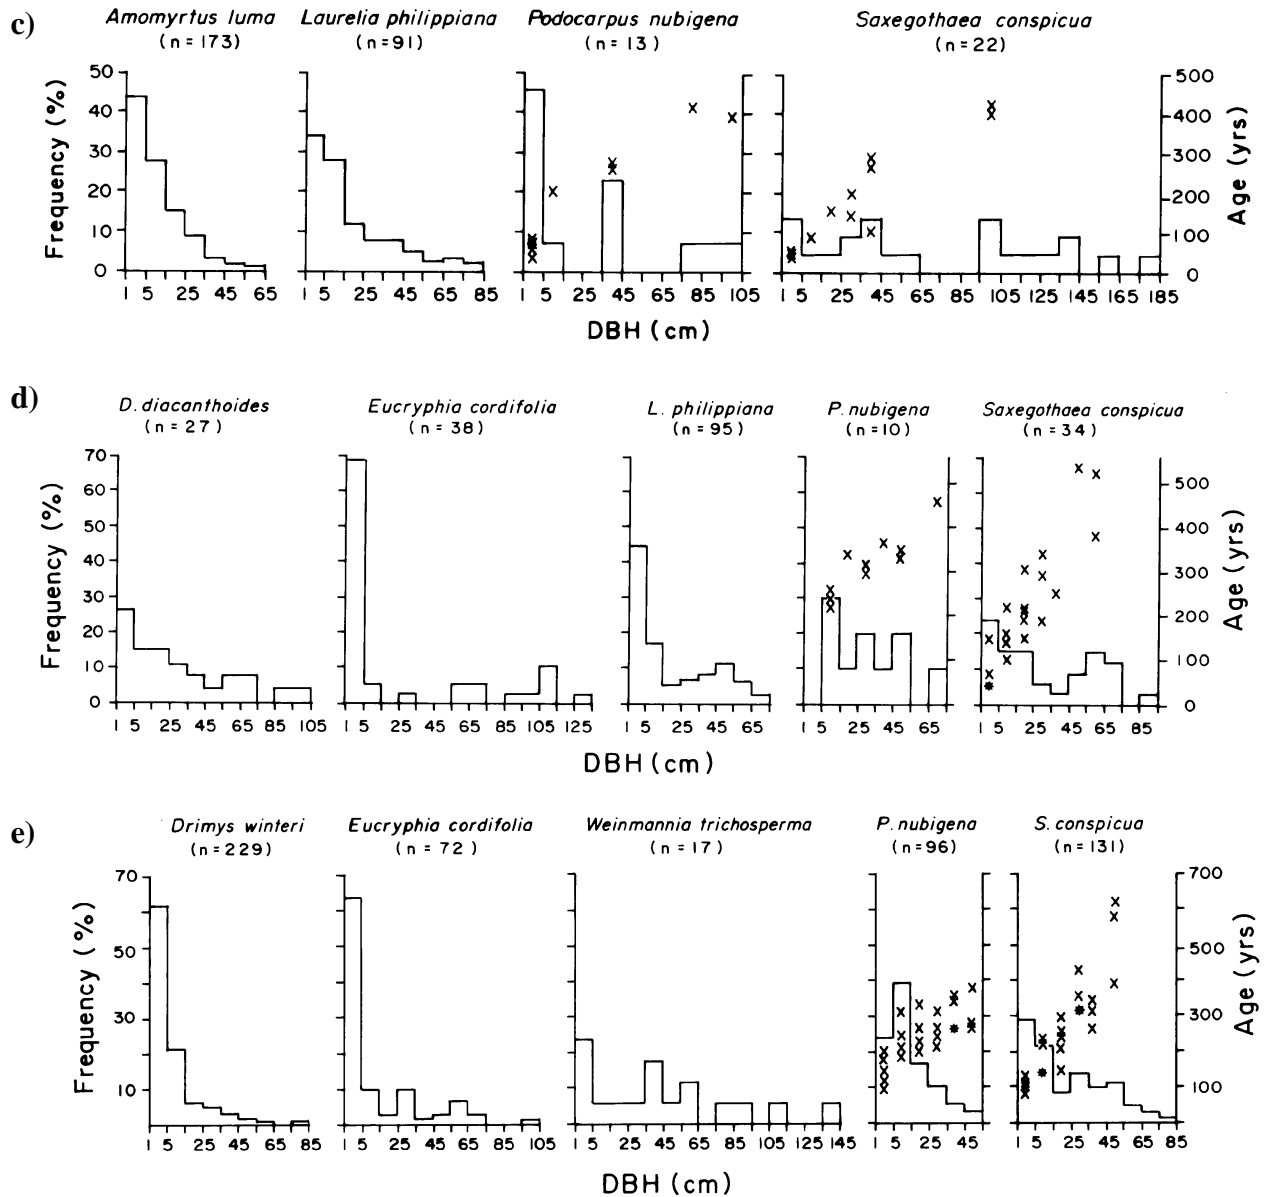 c)
Amomyrtus luma Laurelia philippiana Podocarpus nubigena Saxegothaea conspicua
(n=173) (n=91) (n=13) (n=22)
Frequency (%)
50
40
30
20
10
0
500
400
300
200
100
0
Age (yrs)
1 5 25 45 65 1 5 25 45 65 85 1 5 25 45 65 85 105 1 5 25 45 65 85 105 125 145 165 185
DBH (cm)
d)
D. diacanthoides Eucryphia cordifolia L. philippiana P. nubigena Saxegothaea conspicua
(n=27) (n=38) (n=95) (n=10) (n=34)
Frequency (%)
70
60
50
40
30
20
10
0
500
400
300
200
100
0
Age (yrs)
1 5 25 45 65 85 105 1 5 25 45 65 85 105 125 1 5 25 45 65 1 5 25 45 65 1 5 25 45 65 85
DBH (cm)
e)
Drimys winteri Eucryphia cordifolia Weinmannia trichosperma P. nubigena S. conspicua
(n=229) (n=72) (n=17) (n=96) (n=131)
Frequency (%)
70
50
30
10
700
500
300
100
Age (yrs)
1 5 25 45 65 85 1 5 25 45 65 85 105 1 5 25 45 65 85 105 125 145 1 5 25 45 1 5 25 45 65 85
DBH (cm)